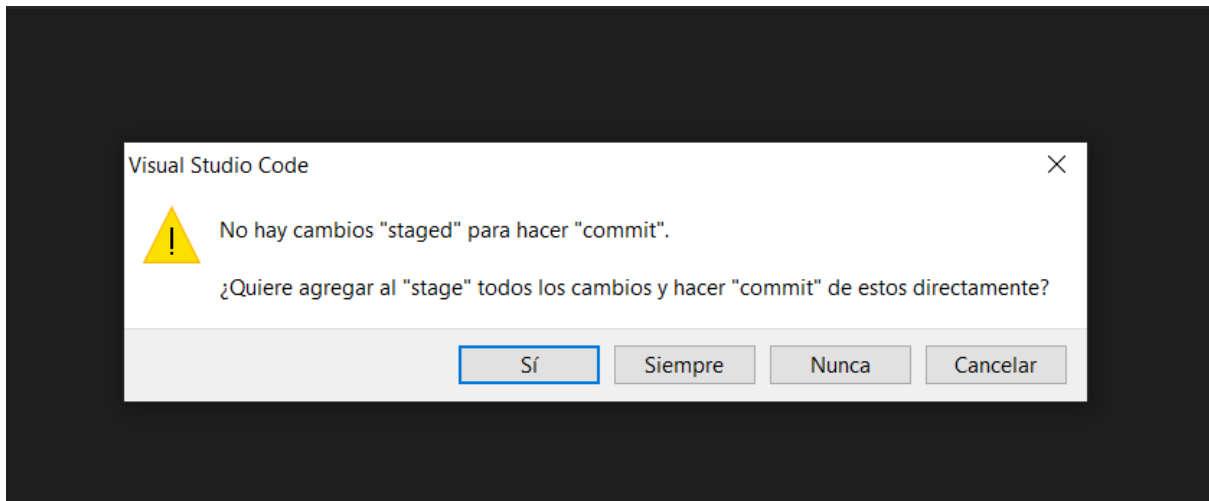 Visual Studio Code
No hay cambios "staged" para hacer "commit".
¿Quiere agregar al "stage" todos los cambios y hacer "commit" de estos directamente?
Sí Siempre Nunca Cancelar